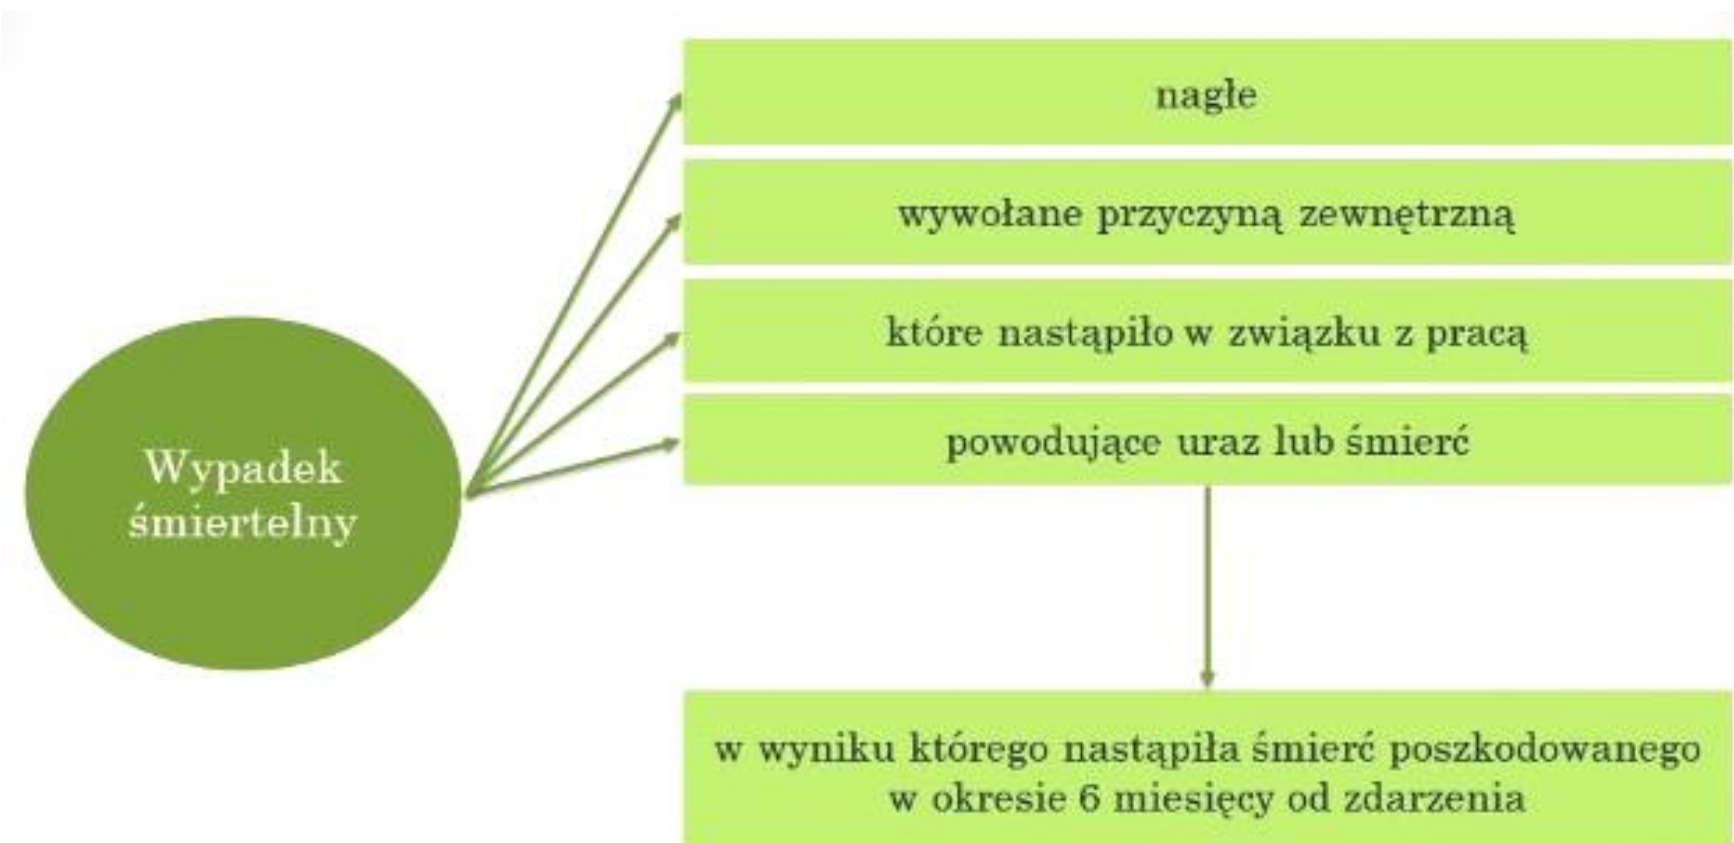 nagłe
wywołane przyczyną zewnętrzną
które nastąpiło w związku z pracą
powodujące uraz lub śmierć
Wypadek
śmiertelny
w wyniku którego nastąpiła śmierć poszkodowanego
w okresie 6 miesięcy od zdarzenia